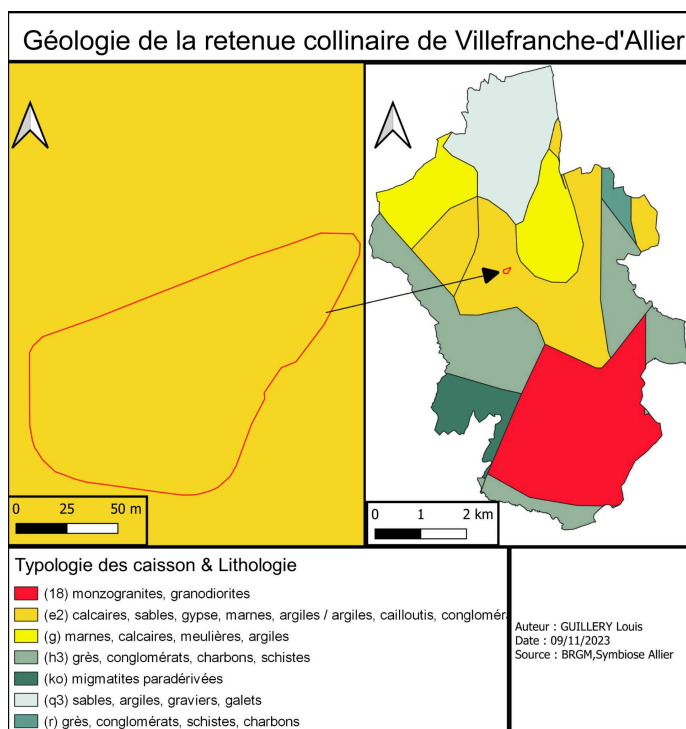 Géologie de la retenue collinaire de Villefranche-d'Allier
0 25 50 m
0 1 2 km
Typologie des caisson & Lithologie
(18) monzogranites, granodiorites
(e2) calcaires, sables, gypse, marnes, argiles / argiles, cailloutis, conglomér
(g) marnes, calcaires, meulières, argiles
(h3) grès, conglomérats, charbons, schistes
(ko) migmatites paradérivées
(q3) sables, argiles, graviers, galets
(r) grès, conglomérats, schistes, charbons
Auteur : GUILLERY Louis
Date : 09/11/2023
Source : BRGM,Symbiose Allier